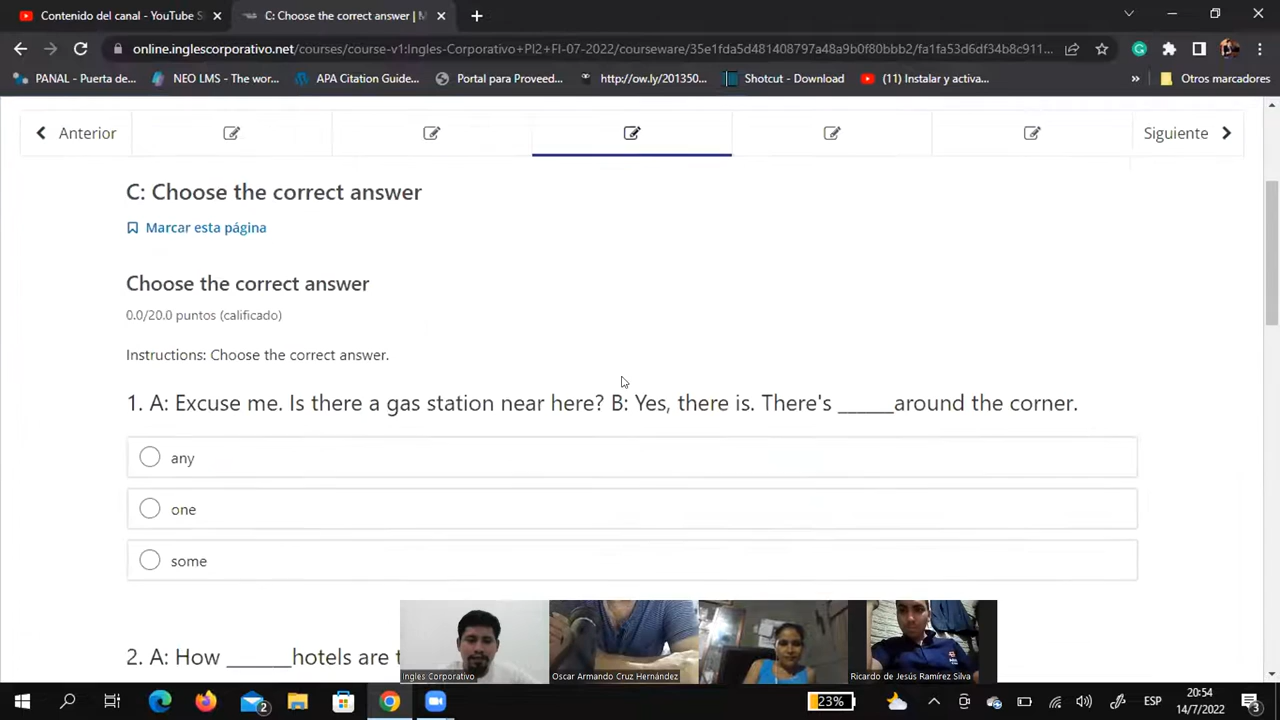 Contenido del canal - YouTube S
C: Choose the correct answer | M
online.inglescorporativo.net/courses/course-v1:Ingles-Corporativo+PI2+FI-07-2022/courseware/35e1fda5d481408797a48a9b0f80bbb2/fa1fa53d6df34b8c911...
PANAL - Puerta de...
NEO LMS - The wor...
APA Citation Guide...
Portal para Proveed...
http://ow.ly/201350...
Shotcut - Download
(11) Instalar y activa...
»
Otros marcadores
Anterior
Siguiente
C: Choose the correct answer
Marcar esta página
Choose the correct answer
0.0/20.0 puntos (calificado)
Instructions: Choose the correct answer.
1. A: Excuse me. Is there a gas station near here? B: Yes, there is. There's ______around the corner.
any
one
some
2. A: How _______hotels are t
Ingles Corporativo
Oscar Armando Cruz Hernández
Ricardo de Jesús Ramírez Silva
2
23%
ESP
20:54
14/7/2022
3